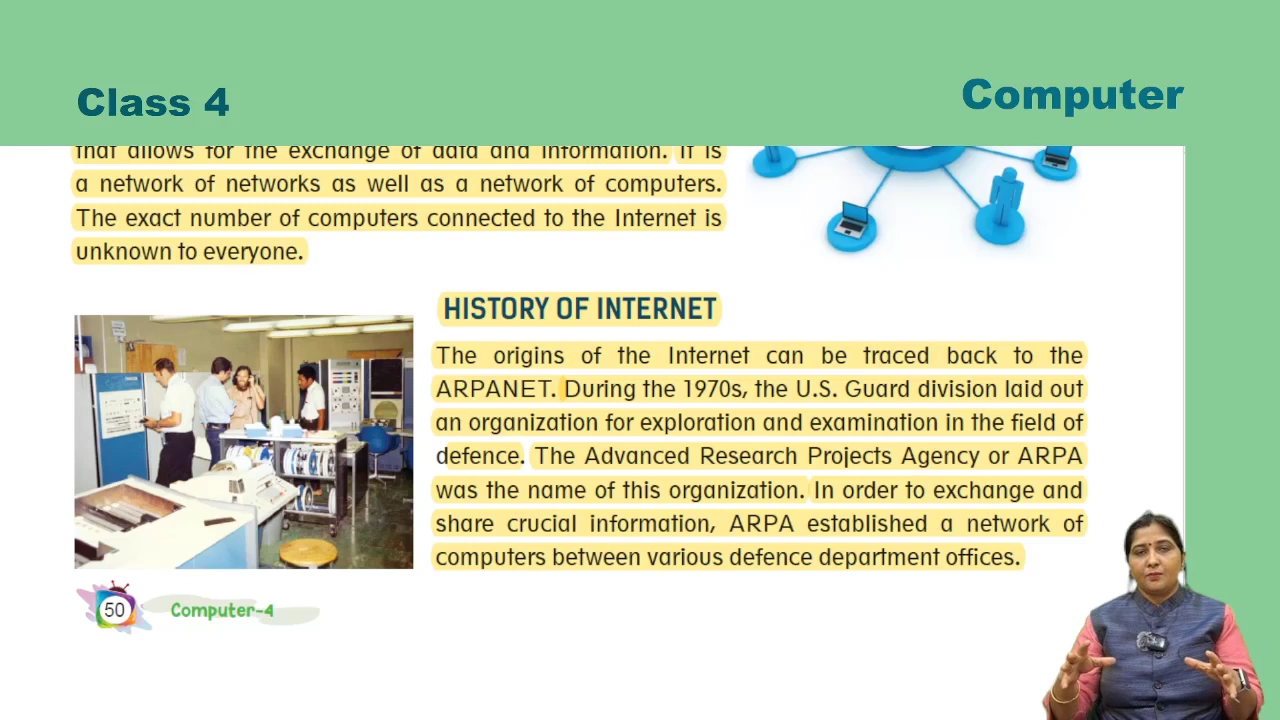 Class 4
Computer
that allows for the exchange of data and information. It is
a network of networks as well as a network of computers.
The exact number of computers connected to the Internet is
unknown to everyone.
HISTORY OF INTERNET
The origins of the Internet can be traced back to the
ARPANET. During the 1970s, the U.S. Guard division laid out
an organization for exploration and examination in the field of
defence. The Advanced Research Projects Agency or ARPA
was the name of this organization. In order to exchange and
share crucial information, ARPA established a network of
computers between various defence department offices.
50
Computer-4